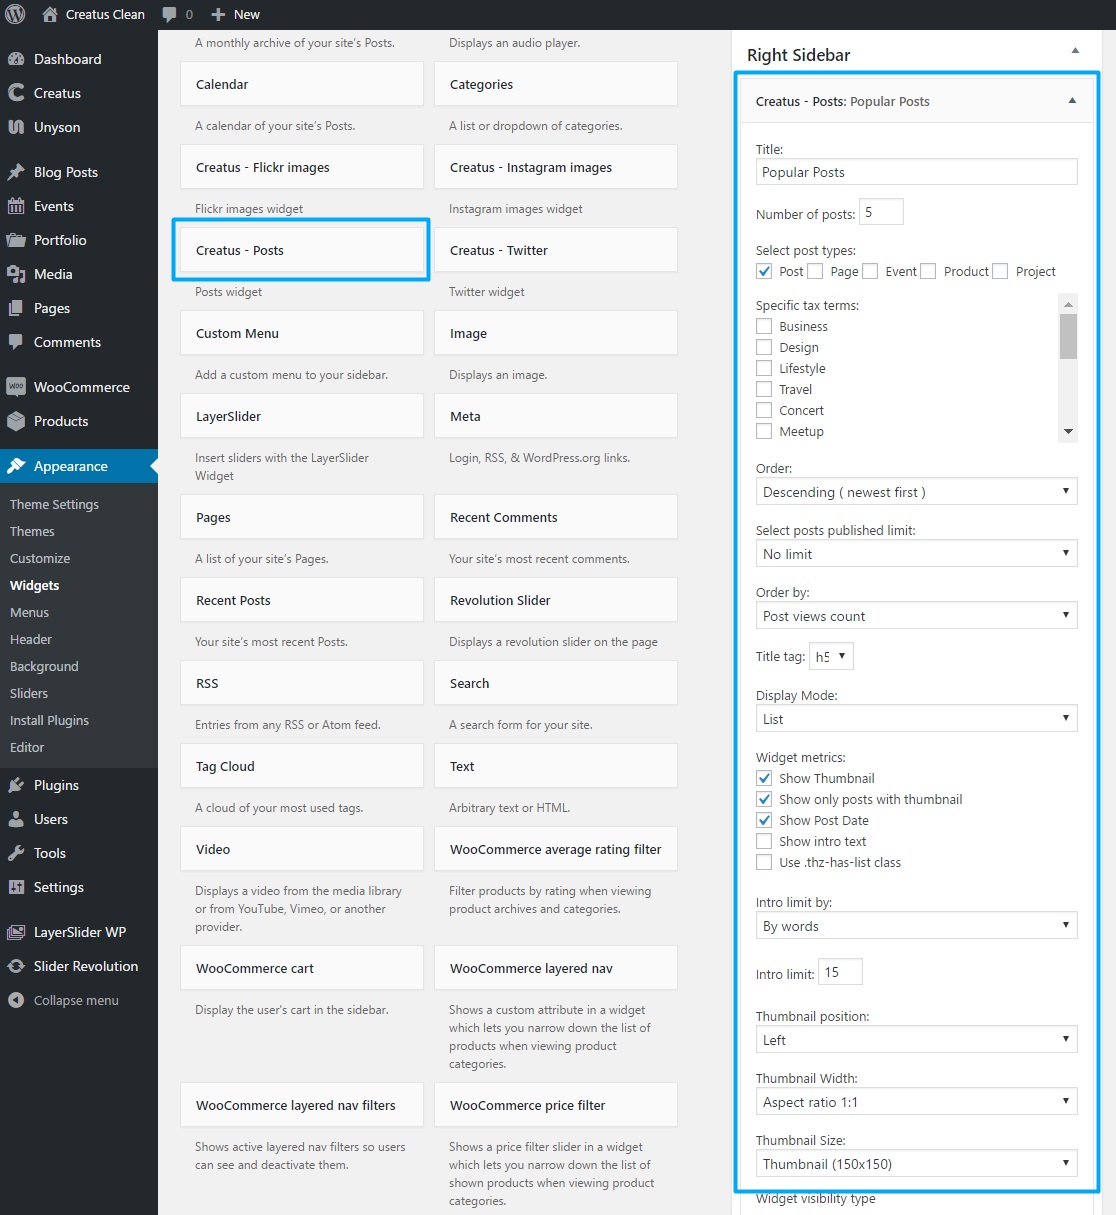 Creatus Clean 0 New
Dashboard
Creatus
Unyson
Blog Posts
Events
Portfolio
Media
Pages
Comments
WooCommerce
Products
Appearance
Theme Settings
Themes
Customize
Widgets
Menus
Header
Background
Sliders
Install Plugins
Editor
Plugins
Users
Tools
Settings
LayerSlider WP
Slider Revolution
Collapse menu
A monthly archive of your site's Posts.
Displays an audio player.
Calendar
Categories
A calendar of your site's Posts.
A list or dropdown of categories.
Creatus - Flickr images
Creatus - Instagram images
Flickr images widget
Instagram images widget
Creatus - Posts
Creatus - Twitter
Posts widget
Twitter widget
Custom Menu
Image
Add a custom menu to your sidebar.
Displays an image.
LayerSlider
Meta
Insert sliders with the LayerSlider
Widget
Login, RSS, & WordPress.org links.
Pages
Recent Comments
A list of your site's Pages.
Your site's most recent comments.
Recent Posts
Revolution Slider
Your site's most recent Posts.
Displays a revolution slider on the page
RSS
Search
Entries from any RSS or Atom feed.
A search form for your site.
Tag Cloud
Text
A cloud of your most used tags.
Arbitrary text or HTML.
Video
WooCommerce average rating filter
Displays a video from the media library
or from YouTube, Vimeo, or another
provider.
Filter products by rating when viewing
product archives and categories.
WooCommerce cart
WooCommerce layered nav
Display the user's cart in the sidebar.
Shows a custom attribute in a widget
which lets you narrow down the list of
products when viewing product
categories.
WooCommerce layered nav filters
WooCommerce price filter
Shows active layered nav filters so users
can see and deactivate them.
Shows a price filter slider in a widget
which lets you narrow down the list of
shown products when viewing product
categories.
Right Sidebar
Creatus - Posts: Popular Posts
Title:
Popular Posts
Number of posts: 5
Select post types:
Post Page Event Product Project
Specific tax terms:
Business
Design
Lifestyle
Travel
Concert
Meetup
Order:
Descending ( newest first )
Select posts published limit:
No limit
Order by:
Post views count
Title tag: h5
Display Mode:
List
Widget metrics:
Show Thumbnail
Show only posts with thumbnail
Show Post Date
Show intro text
Use .thz-has-list class
Intro limit by:
By words
Intro limit: 15
Thumbnail position:
Left
Thumbnail Width:
Aspect ratio 1:1
Thumbnail Size:
Thumbnail (150x150)
Widget visibility type